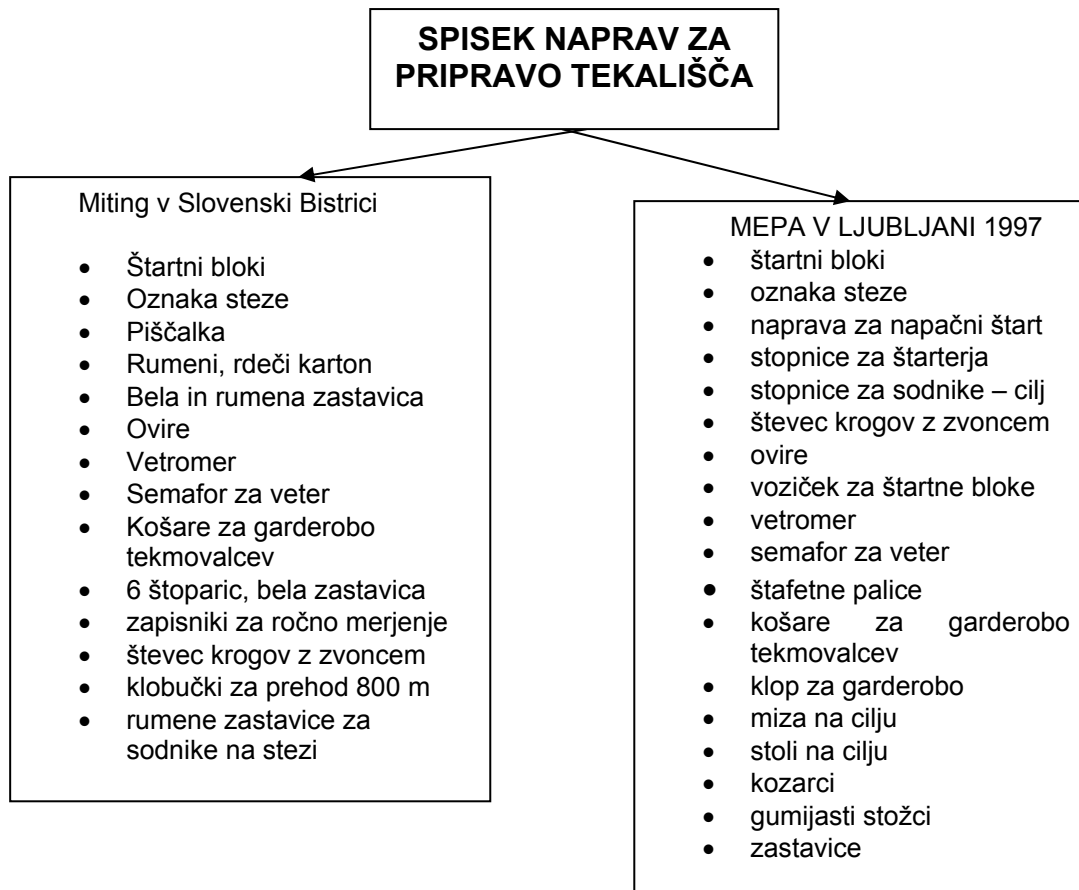 SPISEK NAPRAV ZA
PRIPRAVO TEKALIŠČA
Miting v Slovenski Bistrici
• Štartni bloki
• Oznaka steze
• Piščalka
• Rumeni, rdeči karton
• Bela in rumena zastavica
• Ovire
• Vetromer
• Semafor za veter
• Košare za garderobo
tekmovalcev
• 6 štoparic, bela zastavica
• zapisniki za ročno merjenje
• števec krogov z zvoncem
• klobučki za prehod 800 m
• rumene zastavice za
sodnike na stezi
MEPA V LJUBLJANI 1997
• štartni bloki
• oznaka steze
• naprava za napačni štart
• stopnice za štarterja
• stopnice za sodnike – cilj
• števec krogov z zvoncem
• ovire
• voziček za štartne bloke
• vetromer
• semafor za veter
• štafetne palice
• košare za garderobo
tekmovalcev
• klop za garderobo
• miza na cilju
• stoli na cilju
• kozarci
• gumijasti stožci
• zastavice